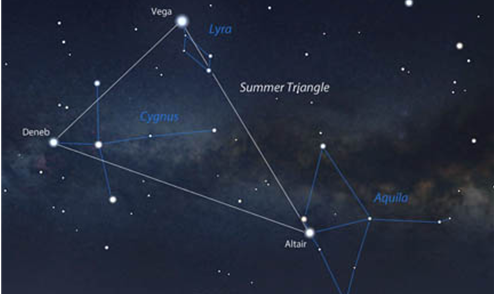 Vega
Lyra
Summer Triangle
Cygnus
Deneb
Aquila
Altair